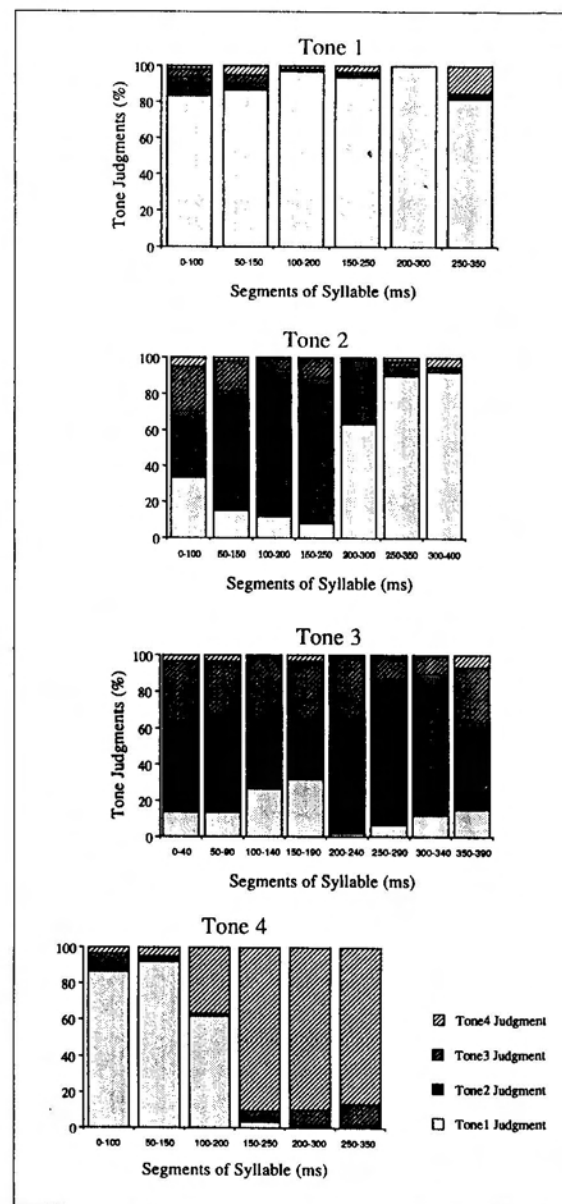 Tone 1
Tone Judgments (%)
100
80
60
40
20
0
0-100 50-150 100-200 150-250 200-300 250-350
Segments of Syllable (ms)
Tone 2
100
80
60
40
20
0
0-100 50-150 100-200 150-250 200-300 250-350 300-400
Segments of Syllable (ms)
Tone 3
Tone Judgments (%)
100
80
60
40
20
0
0-40 50-90 100-140 150-190 200-240 250-290 300-340 350-390
Segments of Syllable (ms)
Tone 4
100
80
60
40
20
0
0-100 50-150 100-200 150-250 200-300 250-350
Segments of Syllable (ms)
Tone4 Judgment
Tone3 Judgment
Tone2 Judgment
Tone1 Judgment